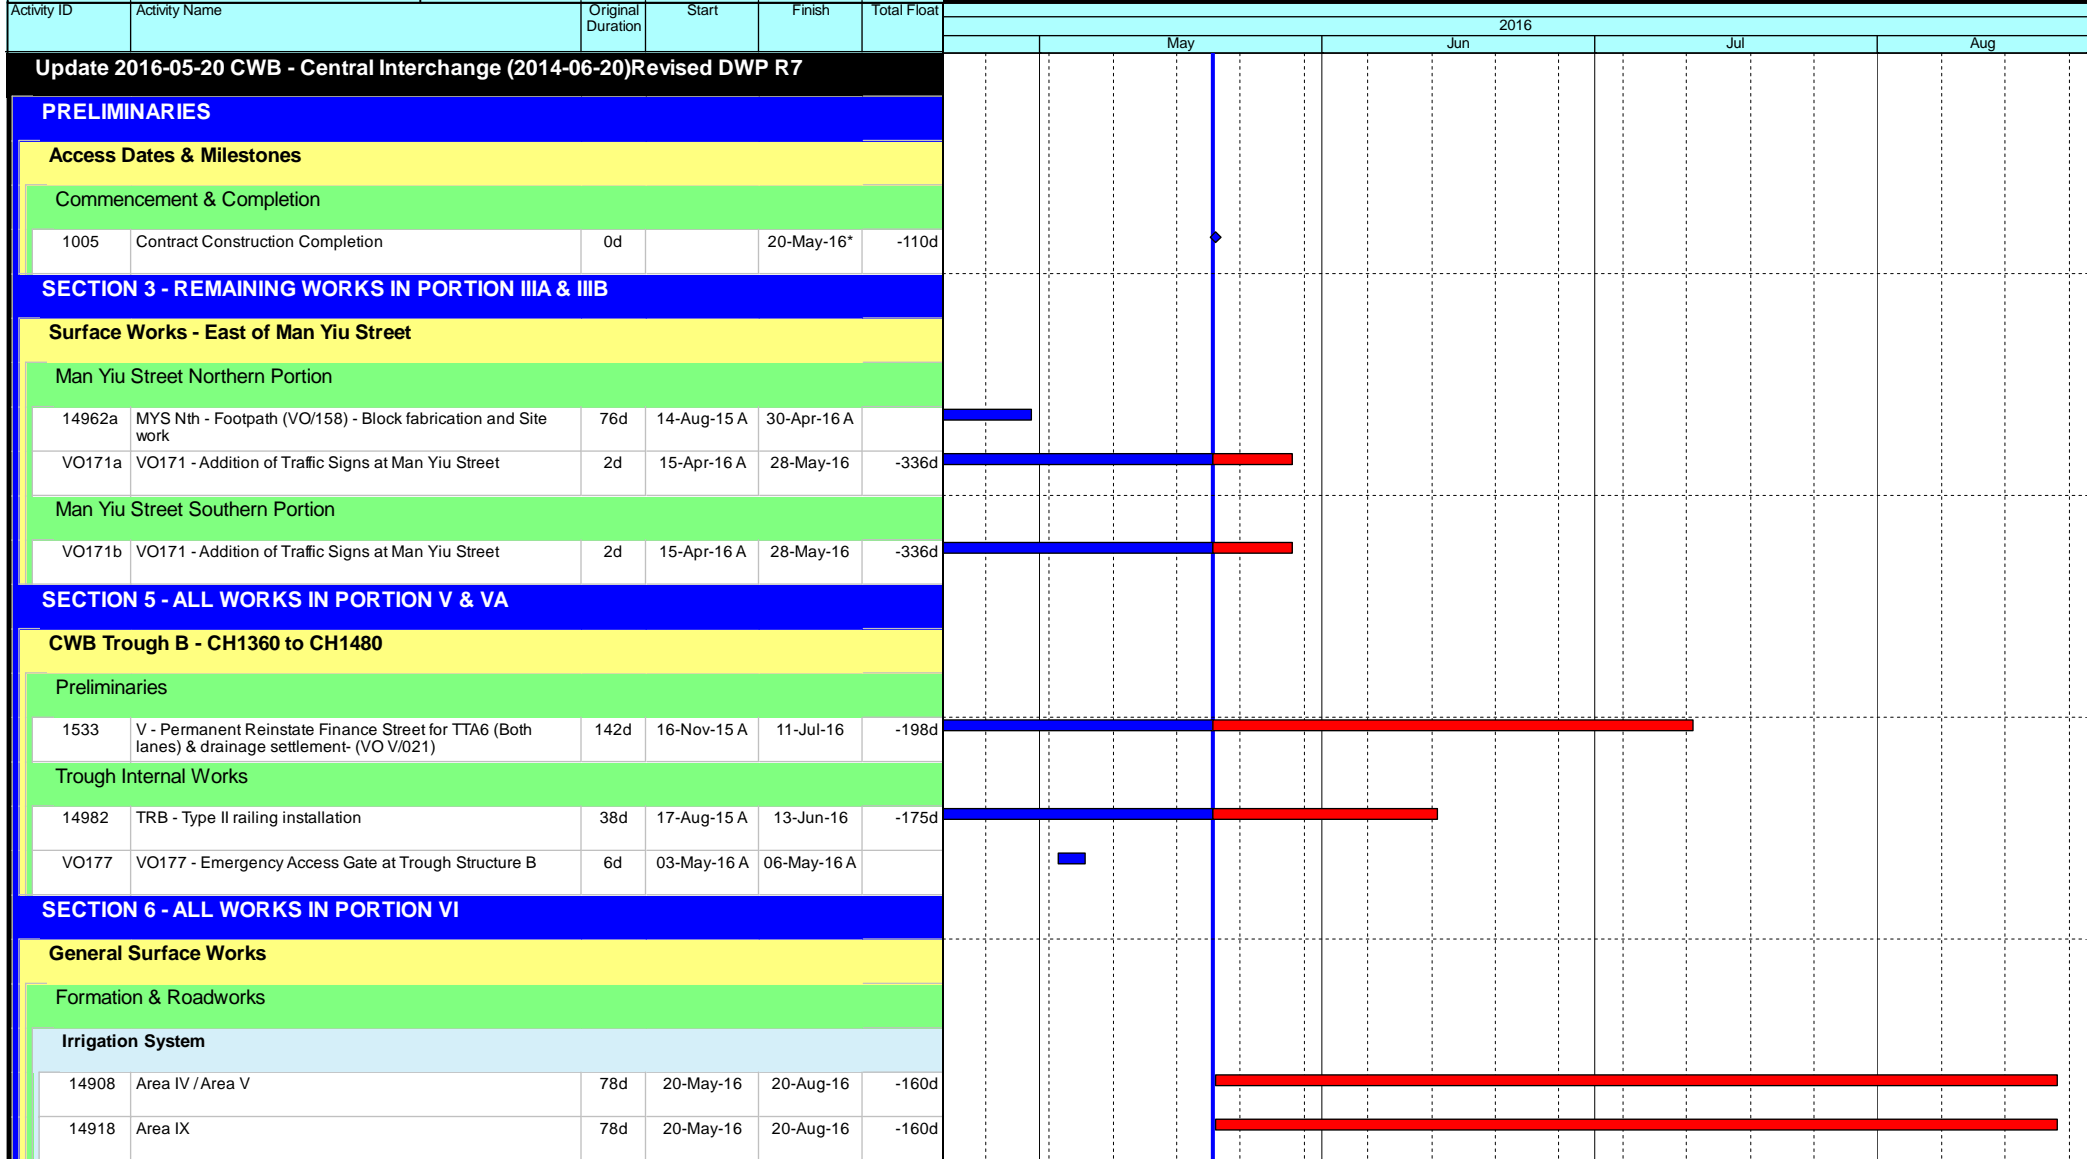 Activity ID Activity Name Original Duration Start Finish Total Float
2016
May Jun Jul Aug
Update 2016-05-20 CWB - Central Interchange (2014-06-20)Revised DWP R7
PRELIMINARIES
Access Dates & Milestones
Commencement & Completion
1005 Contract Construction Completion 0d 20-May-16* -110d
SECTION 3 - REMAINING WORKS IN PORTION IIIA & IIIB
Surface Works - East of Man Yiu Street
Man Yiu Street Northern Portion
14962a MYS Nth - Footpath (VO/158) - Block fabrication and Site 76d 14-Aug-15 A 30-Apr-16 A
work
VO171a VO171 - Addition of Traffic Signs at Man Yiu Street 2d 15-Apr-16 A 28-May-16 -336d
Man Yiu Street Southern Portion
VO171b VO171 - Addition of Traffic Signs at Man Yiu Street 2d 15-Apr-16 A 28-May-16 -336d
SECTION 5 - ALL WORKS IN PORTION V & VA
CWB Trough B - CH1360 to CH1480
Preliminaries
1533 V - Permanent Reinstate Finance Street for TTA6 (Both 142d 16-Nov-15 A 11-Jul-16 -198d
lanes) & drainage settlement- (VO V/021)
Trough Internal Works
14982 TRB - Type II railing installation 38d 17-Aug-15 A 13-Jun-16 -175d
VO177 VO177 - Emergency Access Gate at Trough Structure B 6d 03-May-16 A 06-May-16 A
SECTION 6 - ALL WORKS IN PORTION VI
General Surface Works
Formation & Roadworks
Irrigation System
14908 Area IV / Area V 78d 20-May-16 20-Aug-16 -160d
14918 Area IX 78d 20-May-16 20-Aug-16 -160d